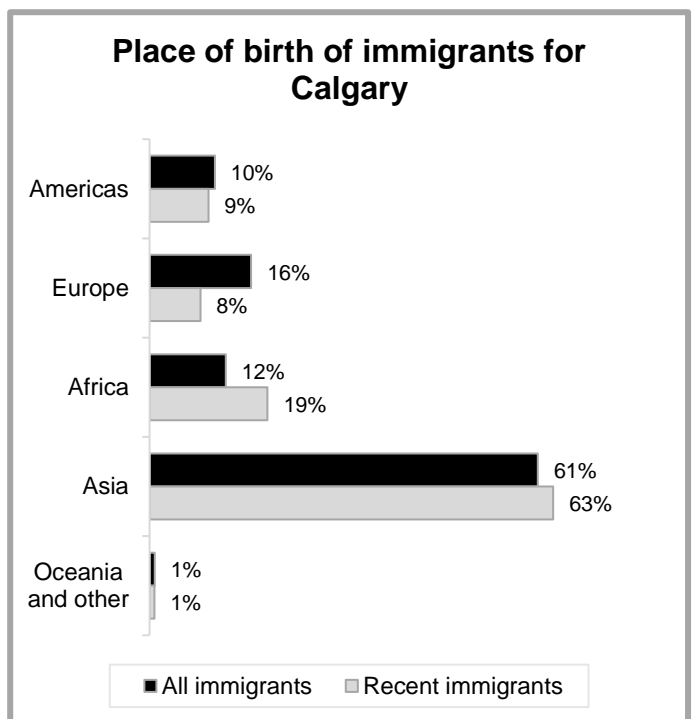 Place of birth of immigrants for
Calgary
Americas
10%
9%
Europe
16%
8%
Africa
12%
19%
Asia
61%
63%
Oceania
and other
1%
1%
All immigrants
Recent immigrants